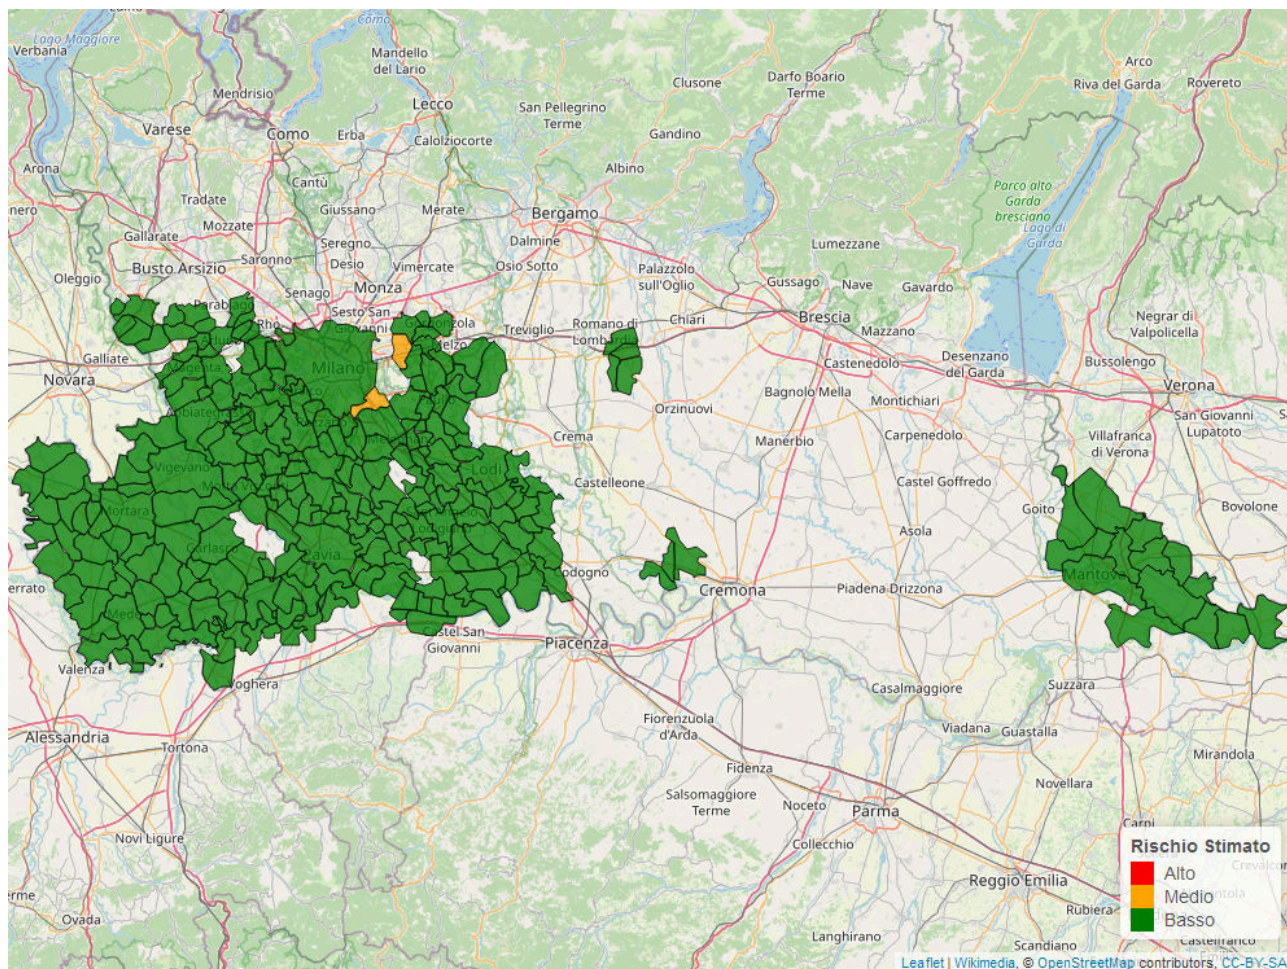 Lago Maggiore
Verbania
Como
Mandello
del Lario
Clusone
Darfo Boario
Terme
Arco
Riva del Garda
Rovereto
Mendrisio
Lecco
San Pellegrino
Terme
Varese
Como
Erba
Calolziocorte
Gandino
Arona
Cantù
Albino
Parco alto
Garda
bresciano
Lago di
Garda
Tradate
Giussano
Merate
Bergamo
Mozzate
Gallarate
Seregno
Desio
Dalmine
Lumezzane
Oleggio
Busto Arsizio
Saronno
Vimercate
Osio Sotto
Palazzolo
sull'Oglio
Gussago
Nave
Gavardo
Senago
Monza
Parabiago
Sesto San
Giovanni
Rho
Treviglio
Romano di
Lombardia
Chiari
Brescia
Mazzano
Negrar di
Valpolicella
Galliate
Magenta
Milano
Castenedolo
Desenzano
del Garda
Bussolengo
Novara
Bagnolo Mella
Montichiari
Verona
San Giovanni
Lupatoto
Orzinuovi
Crema
Manerbio
Carpenedolo
Villafranca
di Verona
Vigevano
Lodi
Castelleone
Castel Goffredo
Mortara
Goito
Bovolone
Asola
Lodigiano
Garlasco
Pavia
Cremona
Piadena Drizzona
Mantova
Mede
Castel San
Giovanni
Piacenza
Valenza
Voghera
Casalmaggiore
Suzzara
Alessandria
Tortona
Fiorenzuola
d'Arda
Viadana
Guastalla
Mirandola
Fidenza
Novellara
Salsomaggiore
Terme
Noceto
Parma
Carpi
Novi Ligure
Collecchio
Rischio Stimato
Alto
Medio
Basso
Reggio Emilia
Ovada
Rubiera
Langhirano
Scandiano
Castelfranco
Leaflet | Wikimedia, © OpenStreetMap contributors, CC-BY-SA